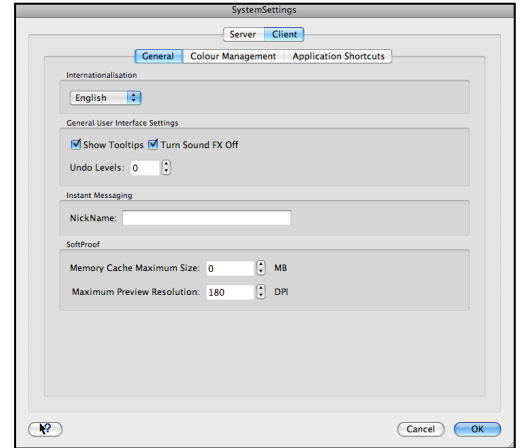 SystemSettings
Server Client
General Colour Management Application Shortcuts
Internationalisation
English
General User Interface Settings
Show Tooltips Turn Sound FX Off
Undo Levels: 0
Instant Messaging
NickName:
SoftProof
Memory Cache Maximum Size: 0 MB
Maximum Preview Resolution: 180 DPI
? Cancel OK